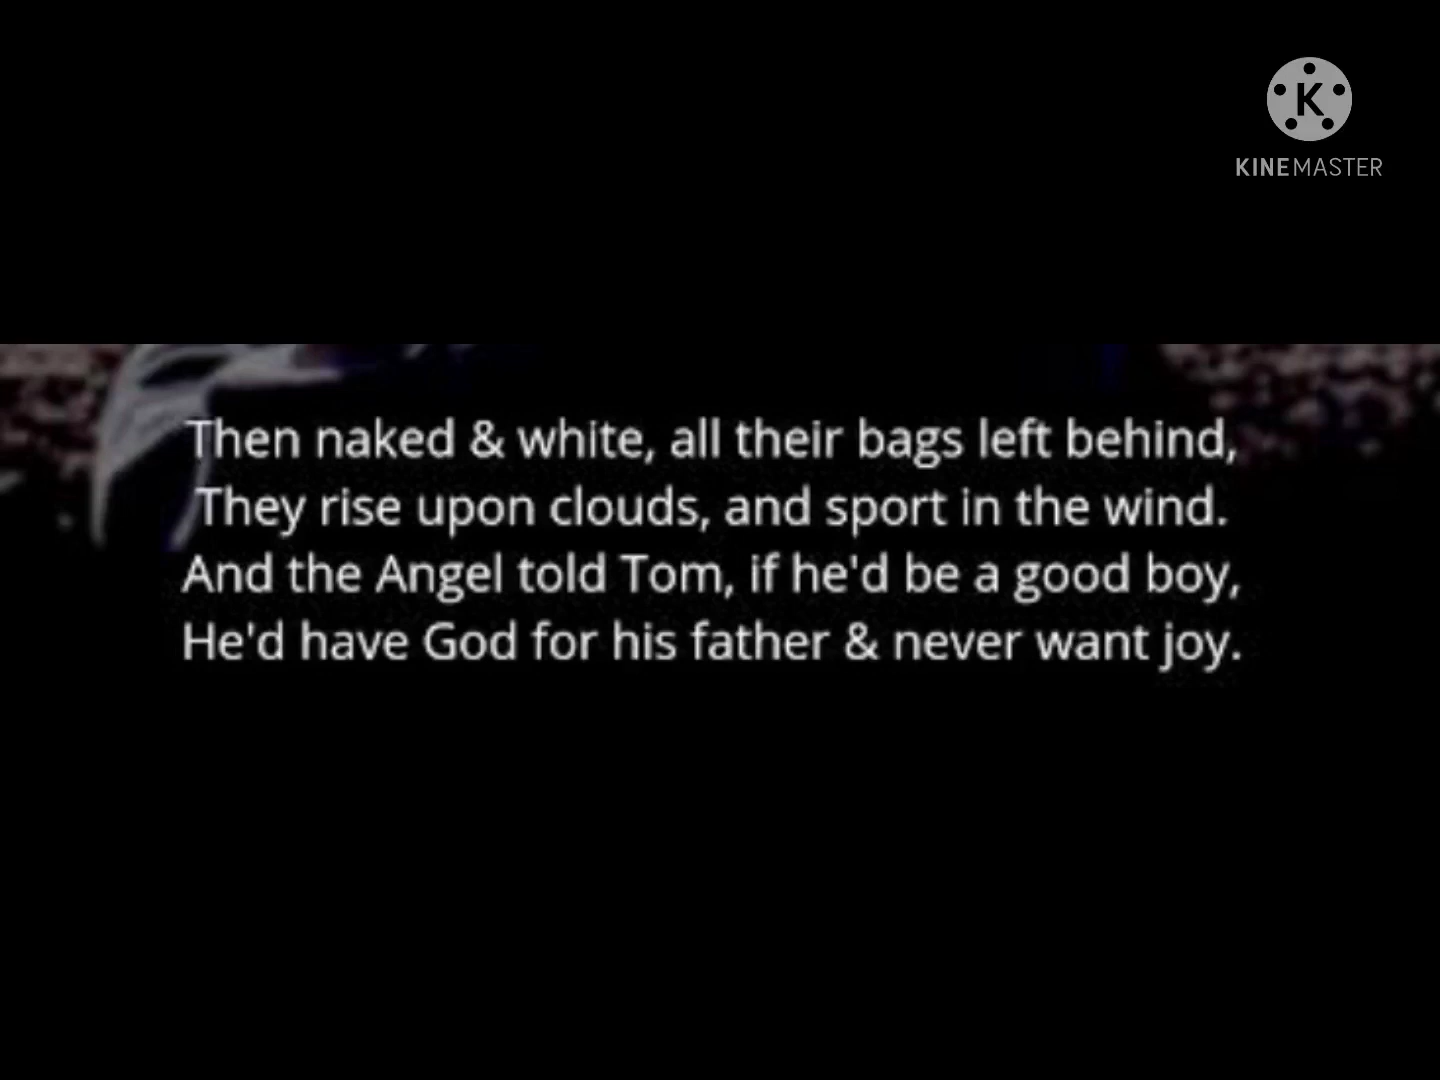 K
KINEMASTER
Then naked & white, all their bags left behind,
They rise upon clouds, and sport in the wind.
And the Angel told Tom, if he'd be a good boy,
He'd have God for his father & never want joy.